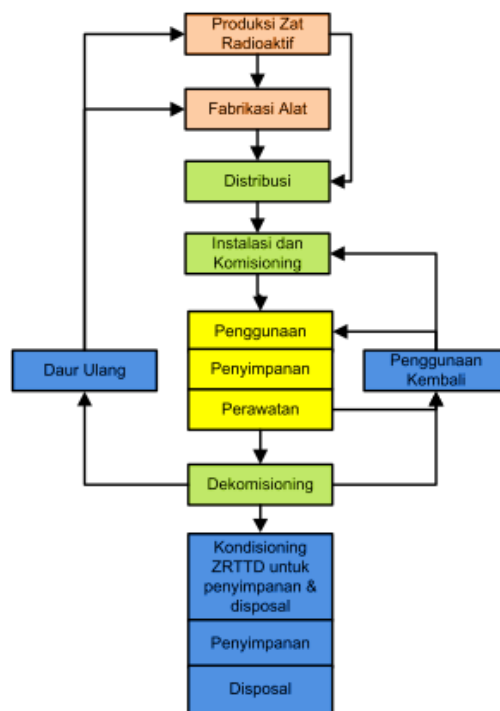 Produksi Zat
Radioaktif
Fabrikasi Alat
Distribusi
Instalasi dan
Komisioning
Penggunaan
Penyimpanan
Perawatan
Daur Ulang
Penggunaan
Kembali
Dekomisioning
Kondisioning
ZRTTD untuk
penyimpanan &
disposal
Penyimpanan
Disposal